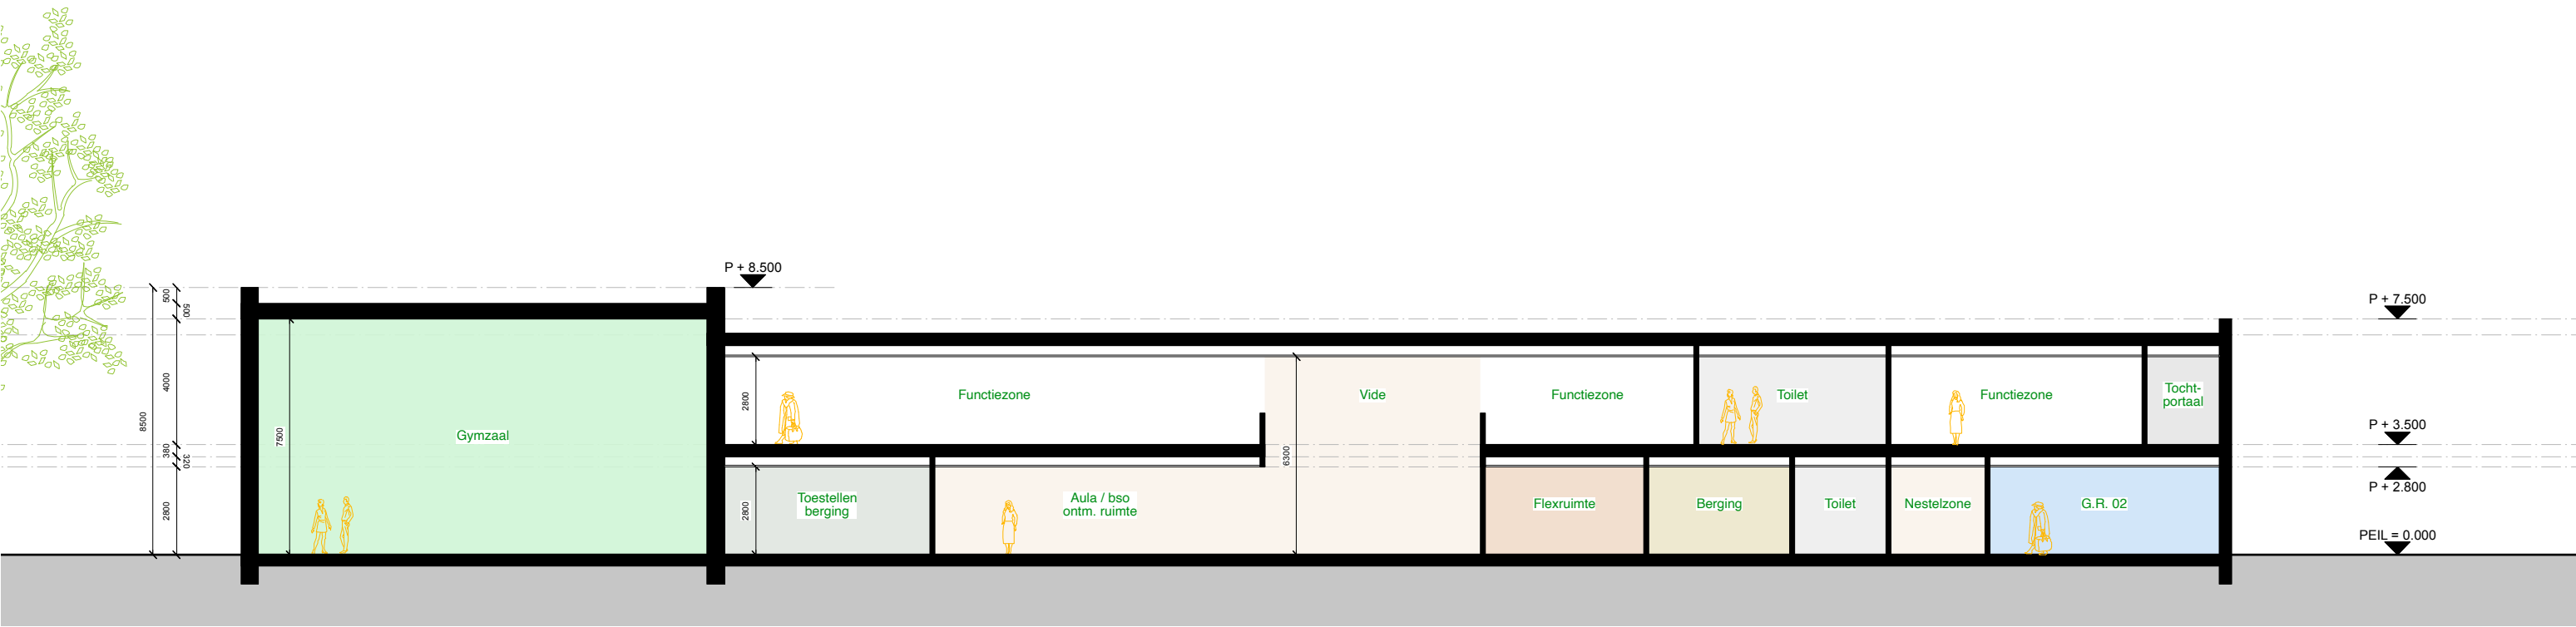 P + 8.500
P + 7.500
500
500
4000
8500
7500
380
320
2800
2800
2800
6300
Functiezone
Vide
Functiezone
Toilet
Functiezone
Tocht-
portaal
Gymzaal
P + 3.500
P + 2.800
Toestellen
berging
Aula / bso
ontm. ruimte
Flexruimte
Berging
Toilet
Nestelzone
G.R. 02
PEIL = 0.000